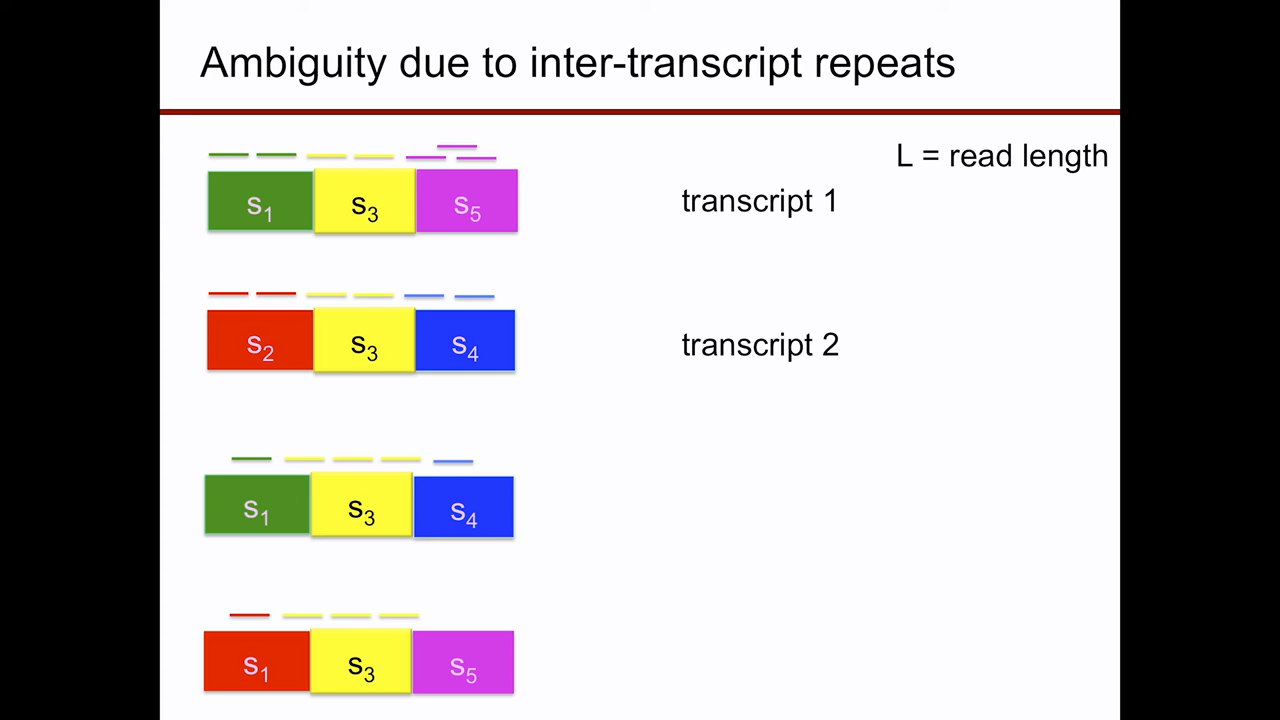 Ambiguity due to inter-transcript repeats
L = read length
s1 s3 s5 transcript 1
s2 s3 s4 transcript 2
s1 s3 s4
s1 s3 s5